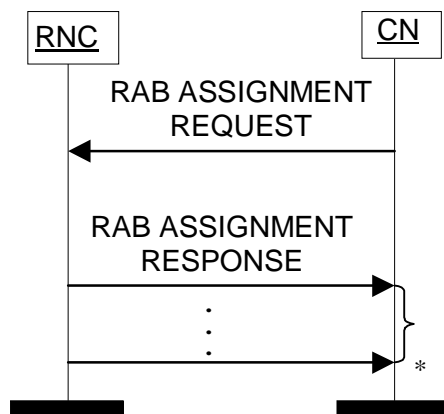 RNC
CN
RAB ASSIGNMENT
REQUEST
RAB ASSIGNMENT
RESPONSE
*